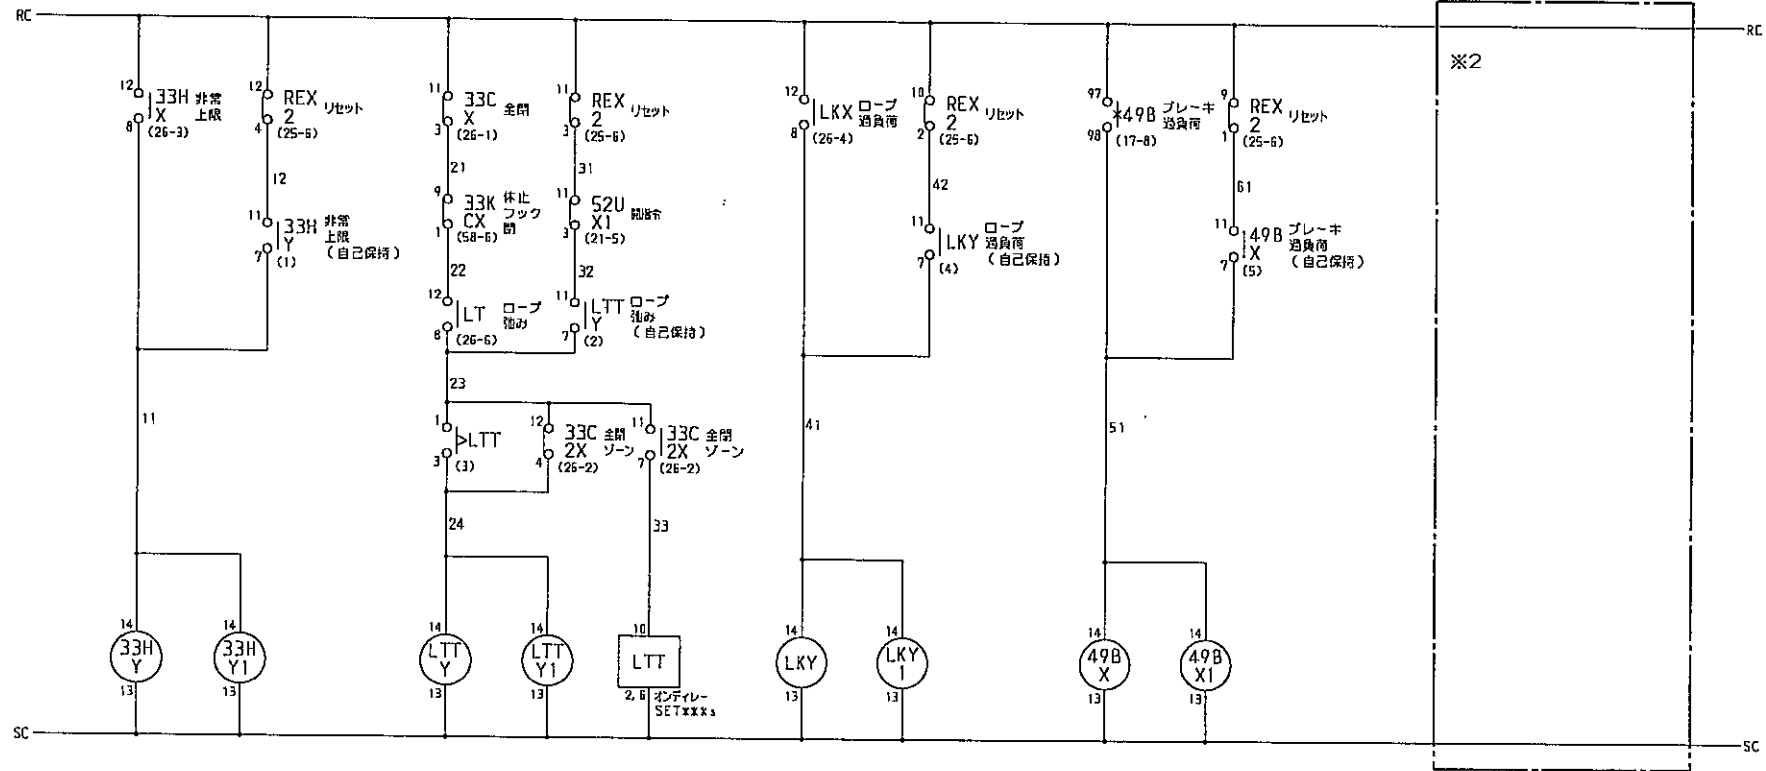 RC
RC
※2
12
33H 非常
X 上限
8
(26-3)
12
REX リセット
2
4
(25-6)
12
11
33H 非常
Y 上限
(自己保持)
7
(1)
11
14
33H
Y
13
14
33H
Y1
13
11
33C 全閉
X
3
(26-1)
21
9
33K 休止
CX フック
閉
1
(58-6)
22
12
LT ロープ
弛み
8
(26-6)
11
REX リセット
2
3
(25-6)
31
11
52U 開指令
X1
3
(21-5)
32
11
LTT ロープ
Y 弛み
(自己保持)
7
(2)
23
1
LTT
3
(3)
12
33C 全閉
2X ゾーン
4
(26-2)
11
33C 全閉
2X ゾーン
7
(26-2)
24
33
14
LTT
Y
13
14
LTT
Y1
13
10
LTT
2, 6 オンディレー
SET***s
12
LKX ロープ
過負荷
8
(26-4)
10
REX リセット
2
2
(25-6)
42
11
LKY ロープ
過負荷
(自己保持)
7
(4)
41
14
LKY
13
14
LKY
1
13
97
*49B ブレーキ
過負荷
98
(17-8)
9
REX リセット
2
1
(25-6)
61
11
49B ブレーキ
X 過負荷
(自己保持)
7
(5)
51
14
49B
X
13
14
49B
X1
13
SC
SC